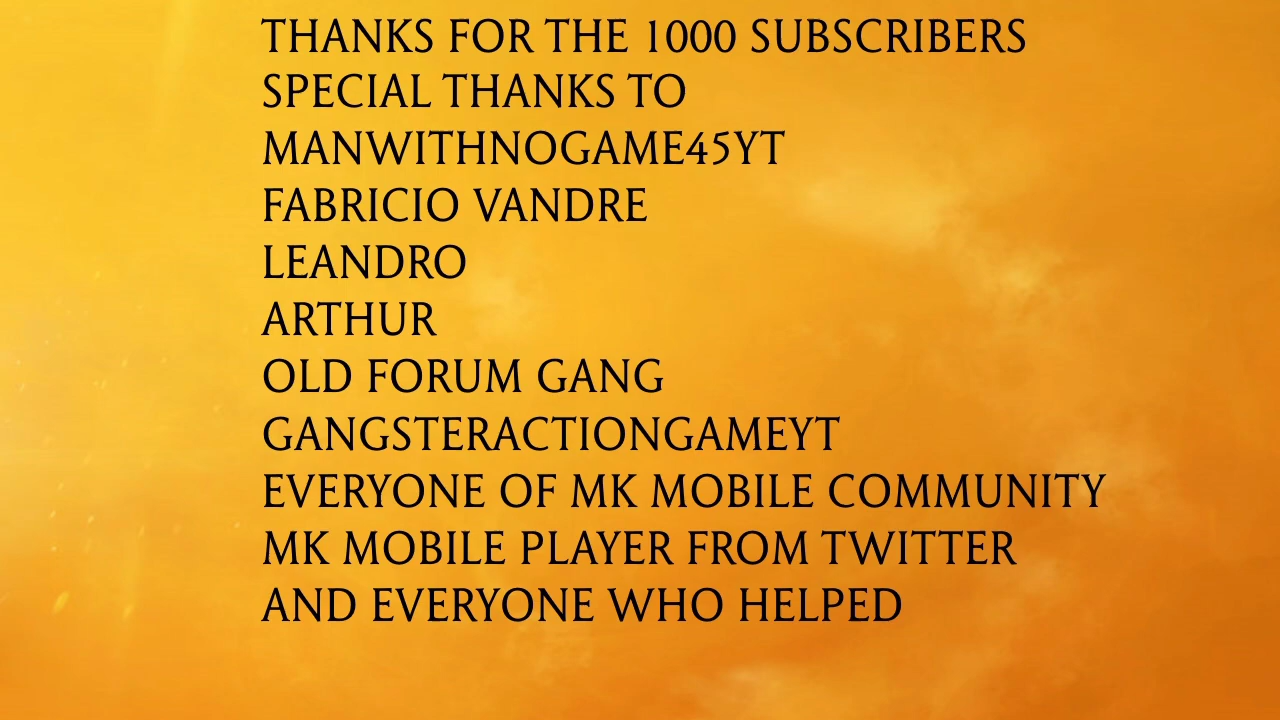 THANKS FOR THE 1000 SUBSCRIBERS
SPECIAL THANKS TO
MANWITHNOGAME45YT
FABRICIO VANDRE
LEANDRO
ARTHUR
OLD FORUM GANG
GANGSTERACTIONGAMEYT
EVERYONE OF MK MOBILE COMMUNITY
MK MOBILE PLAYER FROM TWITTER
AND EVERYONE WHO HELPED